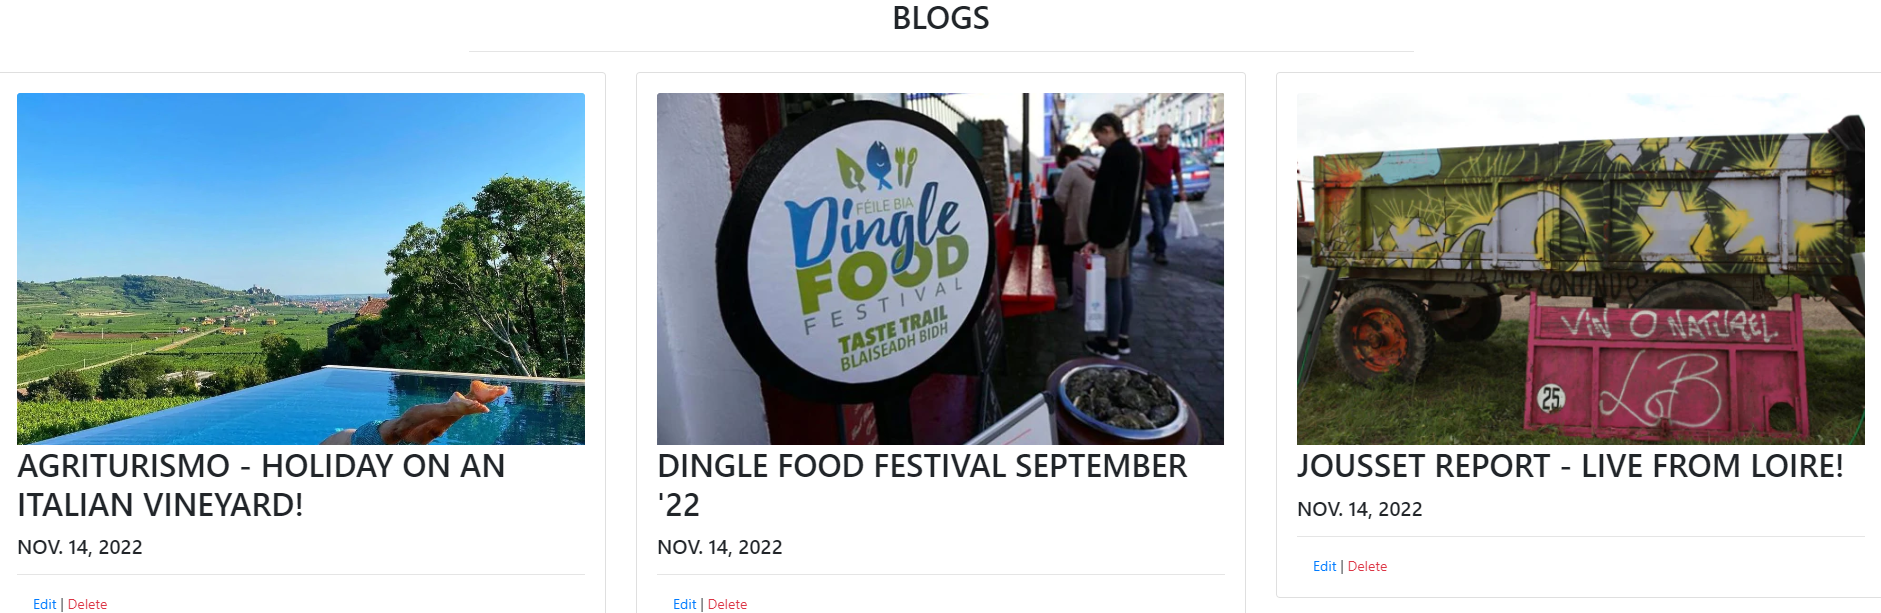 BLOGS
FÉILE BIA
Dingle
FOOD
FESTIVAL
TASTE TRAIL
BLAISEADH BIDH
CONTINUE
VIN O NATUREL
LB
25
AGRITURISMO - HOLIDAY ON AN
ITALIAN VINEYARD!
NOV. 14, 2022
Edit | Delete
DINGLE FOOD FESTIVAL SEPTEMBER
'22
NOV. 14, 2022
Edit | Delete
JOUSSET REPORT - LIVE FROM LOIRE!
NOV. 14, 2022
Edit | Delete